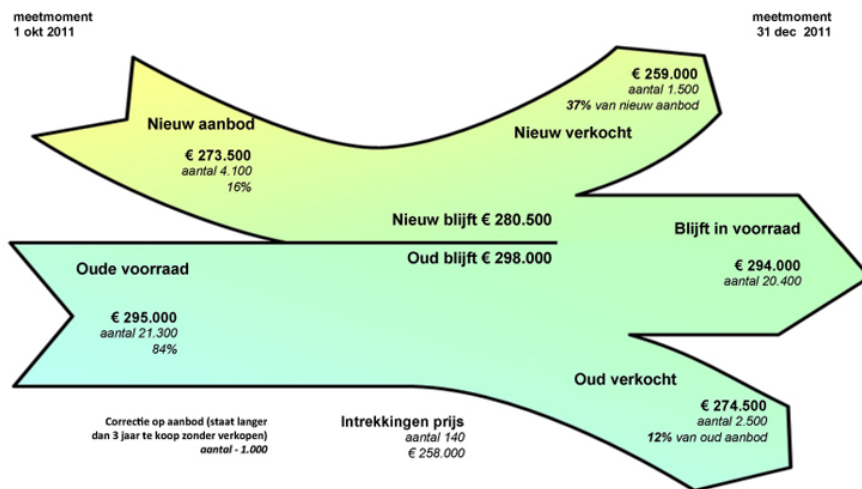 meetmoment
1 okt 2011
meetmoment
31 dec 2011
Nieuw aanbod
€ 273.500
aantal 4.100
16%
€ 259.000
aantal 1.500
37% van nieuw aanbod
Nieuw verkocht
Nieuw blijft € 280.500
Oud blijft € 298.000
Blijft in voorraad
€ 294.000
aantal 20.400
Oude voorraad
€ 295.000
aantal 21.300
84%
Oud verkocht
€ 274.500
aantal 2.500
12% van oud aanbod
Correctie op aanbod (staat langer
dan 3 jaar te koop zonder verkopen)
aantal - 1.000
Intrekkingen prijs
aantal 140
€ 258.000